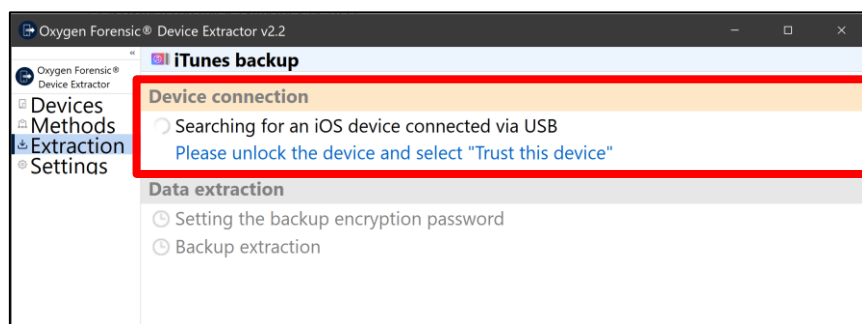 Oxygen Forensic® Device Extractor v2.2
«
Oxygen Forensic®
Device Extractor
Devices
Methods
Extraction
Settings
iTunes backup
Device connection
Searching for an iOS device connected via USB
Please unlock the device and select "Trust this device"
Data extraction
Setting the backup encryption password
Backup extraction